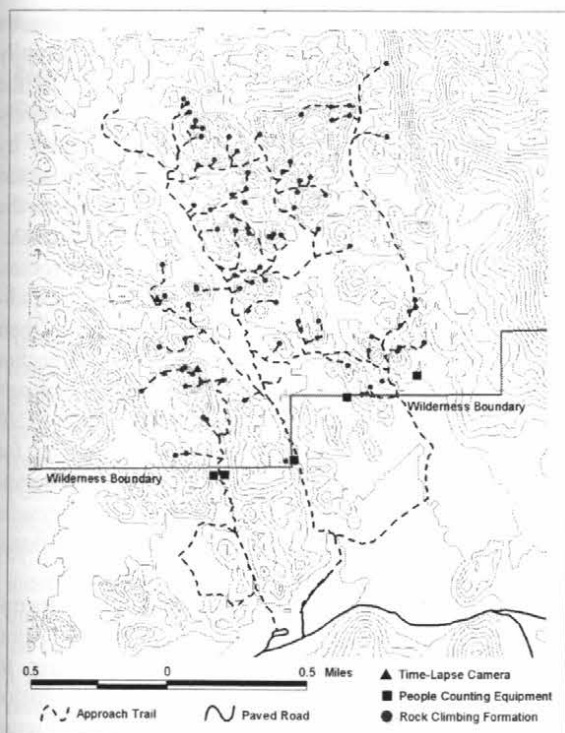 Wilderness Boundary
Wilderness Boundary
0.5 0 0.5 Miles
Time-Lapse Camera
People Counting Equipment
Approach Trail Paved Road Rock Climbing Formation